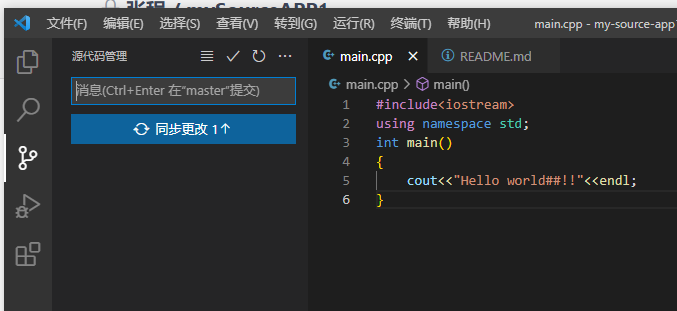 张程 / mySourceAPP1
文件(F) 编辑(E) 选择(S) 查看(V) 转到(G) 运行(R) 终端(T) 帮助(H) main.cpp - my-source-app
源代码管理
消息(Ctrl+Enter 在"master"提交)
同步更改 1↑
main.cpp README.md
main.cpp > main()
1 #include<iostream>
2 using namespace std;
3 int main()
4 {
5 cout<<"Hello world##!!"<<endl;
6 }